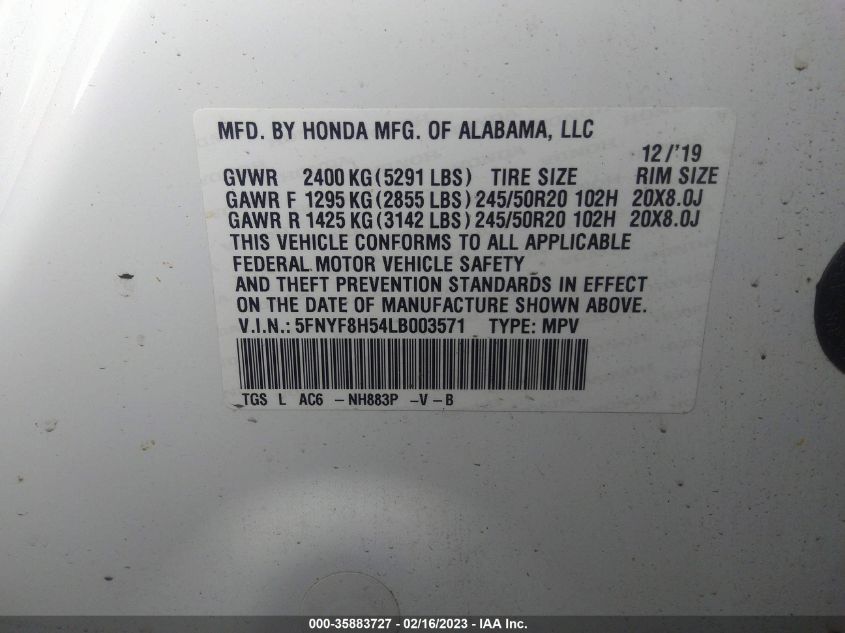 MFD. BY HONDA MFG. OF ALABAMA, LLC
12/'19
GVWR 2400 KG (5291 LBS) TIRE SIZE RIM SIZE
GAWR F 1295 KG (2855 LBS) 245/50R20 102H 20X8.0J
GAWR R 1425 KG (3142 LBS) 245/50R20 102H 20X8.0J
THIS VEHICLE CONFORMS TO ALL APPLICABLE
FEDERAL MOTOR VEHICLE SAFETY
AND THEFT PREVENTION STANDARDS IN EFFECT
ON THE DATE OF MANUFACTURE SHOWN ABOVE.
V.I.N.: 5FNYF8H54LB003571 TYPE: MPV
TGS L AC6 - NH883P -V - B
000-35883727 - 02/16/2023 - IAA Inc.